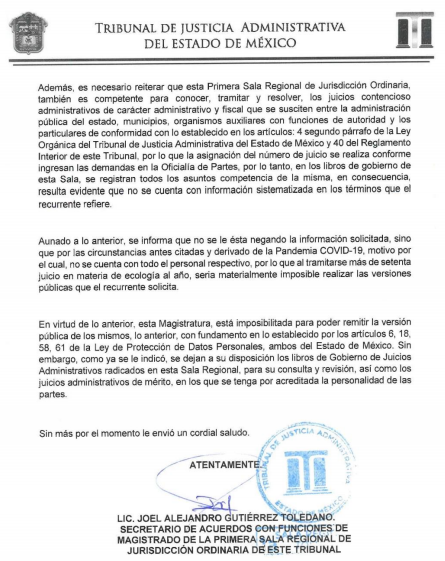 TRIBUNAL DE JUSTICIA ADMINISTRATIVA
DEL ESTADO DE MÉXICO
Además, es necesario reiterar que esta Primera Sala Regional de Jurisdicción Ordinaria,
también es competente para conocer, tramitar y resolver, los juicios contencioso
administrativos de carácter administrativo y fiscal que se susciten entre la administración
pública del estado, municipios, organismos auxiliares con funciones de autoridad y los
particulares de conformidad con lo establecido en los artículos: 4 segundo párrafo de la Ley
Orgánica del Tribunal de Justicia Administrativa del Estado de México y 40 del Reglamento
Interior de este Tribunal, por lo que la asignación del número de juicio se realiza conforme
ingresan las demandas en la Oficialía de Partes, por lo tanto, en los libros de gobierno de
esta Sala, se registran todos los asuntos competencia de la misma, en consecuencia,
resulta evidente que no se cuenta con información sistematizada en los términos que el
recurrente refiere.
Aunado a lo anterior, se informa que no se le ésta negando la información solicitada, sino
que por las circunstancias antes citadas y derivado de la Pandemia COVID-19, motivo por
el cual, no se cuenta con todo el personal respectivo, por lo que al tramitarse más de setenta
juicio en materia de ecología al año, seria materialmente imposible realizar las versiones
públicas que el recurrente solicita.
En virtud de lo anterior, esta Magistratura, está imposibilitada para poder remitir la versión
pública de los mismos, lo anterior, con fundamento en lo establecido por los artículos 6, 18,
58, 61 de la Ley de Protección de Datos Personales, ambos del Estado de México. Sin
embargo, como ya se le indicó, se dejan a su disposición los libros de Gobierno de Juicios
Administrativos radicados en esta Sala Regional, para su consulta y revisión, así como los
juicios administrativos de mérito, en los que se tenga por acreditada la personalidad de las
partes.
Sin más por el momento le envió un cordial saludo.
TRIBUNAL DE JUSTICIA ADMINISTRATIVA
ESTADO DE MÉXICO
ATENTAMENTE.
LIC. JOEL ALEJANDRO GUTIÉRREZ TOLEDANO.
SECRETARIO DE ACUERDOS CON FUNCIONES DE
MAGISTRADO DE LA PRIMERA SALA REGIONAL DE
JURISDICCIÓN ORDINARIA DE ESTE TRIBUNAL